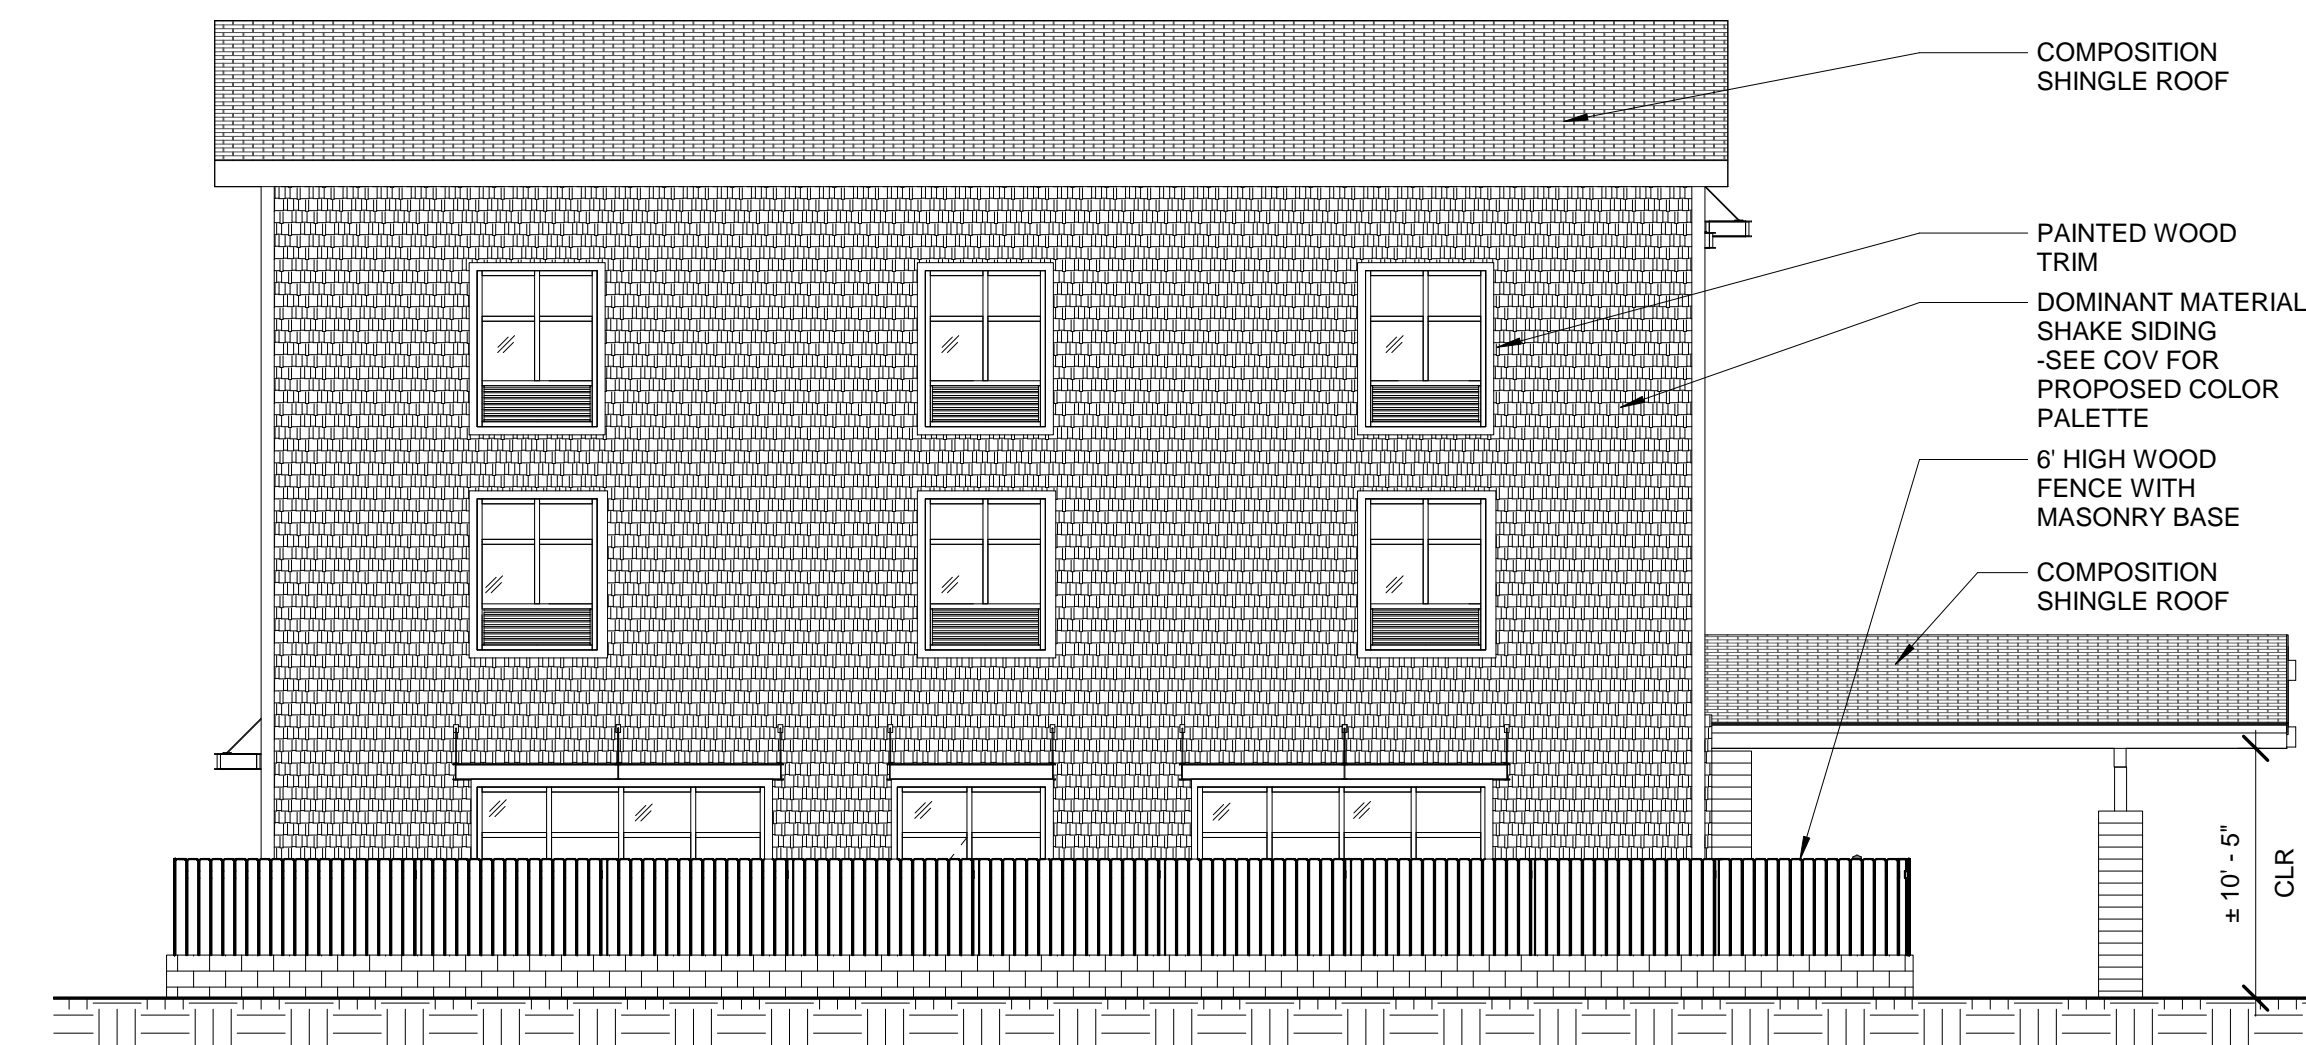 COMPOSITION
SHINGLE ROOF
PAINTED WOOD
TRIM
DOMINANT MATERIAL
SHAKE SIDING
-SEE COV FOR
PROPOSED COLOR
PALETTE
6' HIGH WOOD
FENCE WITH
MASONRY BASE
COMPOSITION
SHINGLE ROOF
± 10' - 5"
CLR